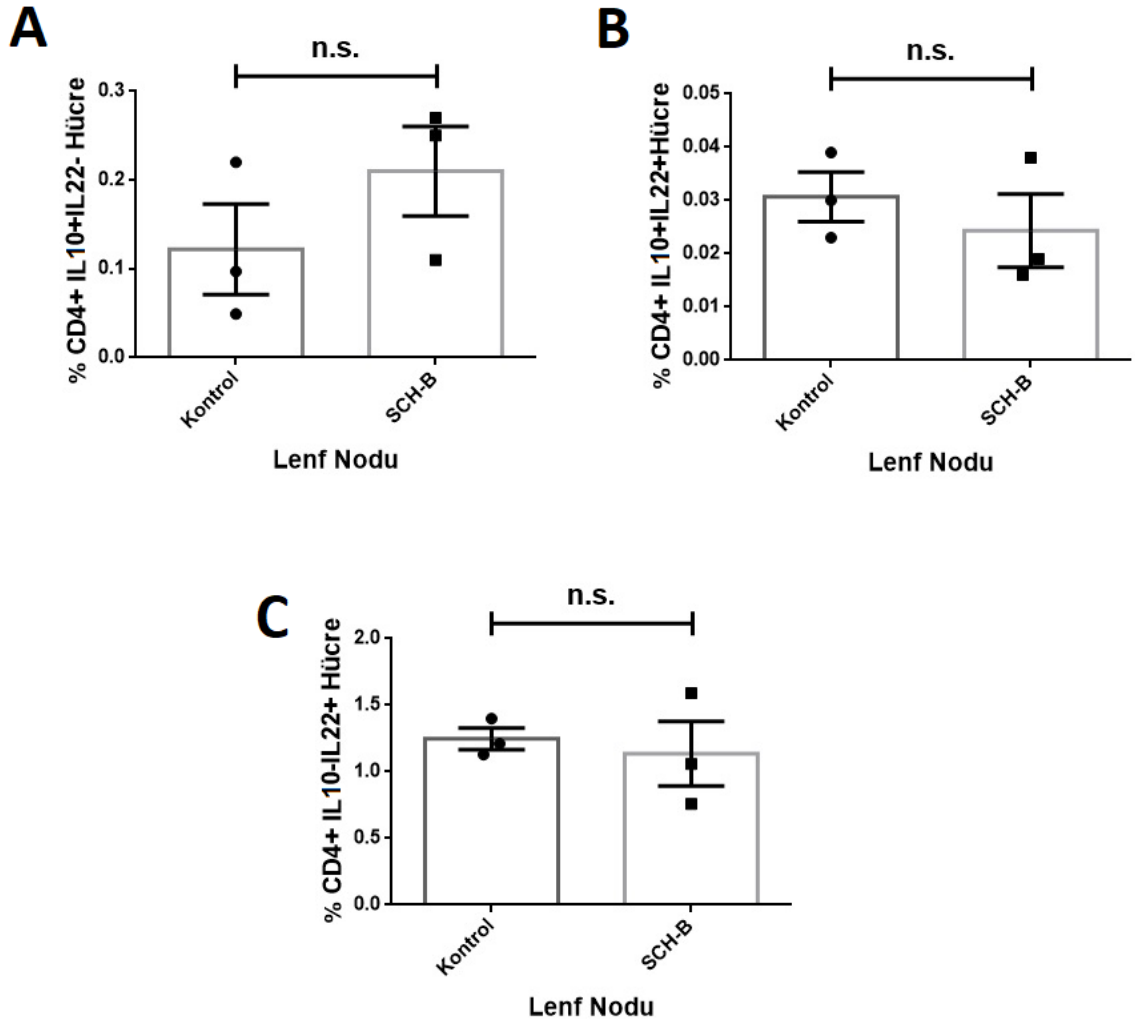 A
n.s.
% CD4+ IL10+IL22- Hücre
0.3
0.2
0.1
0.0
Kontrol
SCH-B
Lenf Nodu
B
n.s.
% CD4+ IL10+IL22+Hücre
0.05
0.04
0.03
0.02
0.01
0.00
Kontrol
SCH-B
Lenf Nodu
C
n.s.
% CD4+ IL10-IL22+ Hücre
2.0
1.5
1.0
0.5
0.0
Kontrol
SCH-B
Lenf Nodu